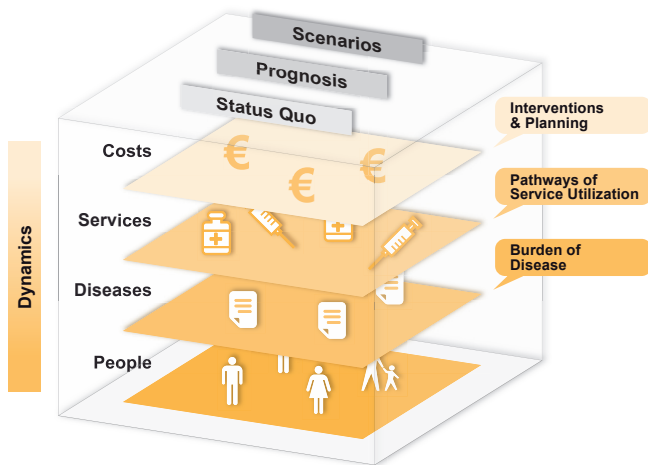 Scenarios
Prognosis
Status Quo
Costs
Services
Diseases
People
Dynamics
Interventions
& Planning
Pathways of
Service Utilization
Burden of
Disease
€
€
€